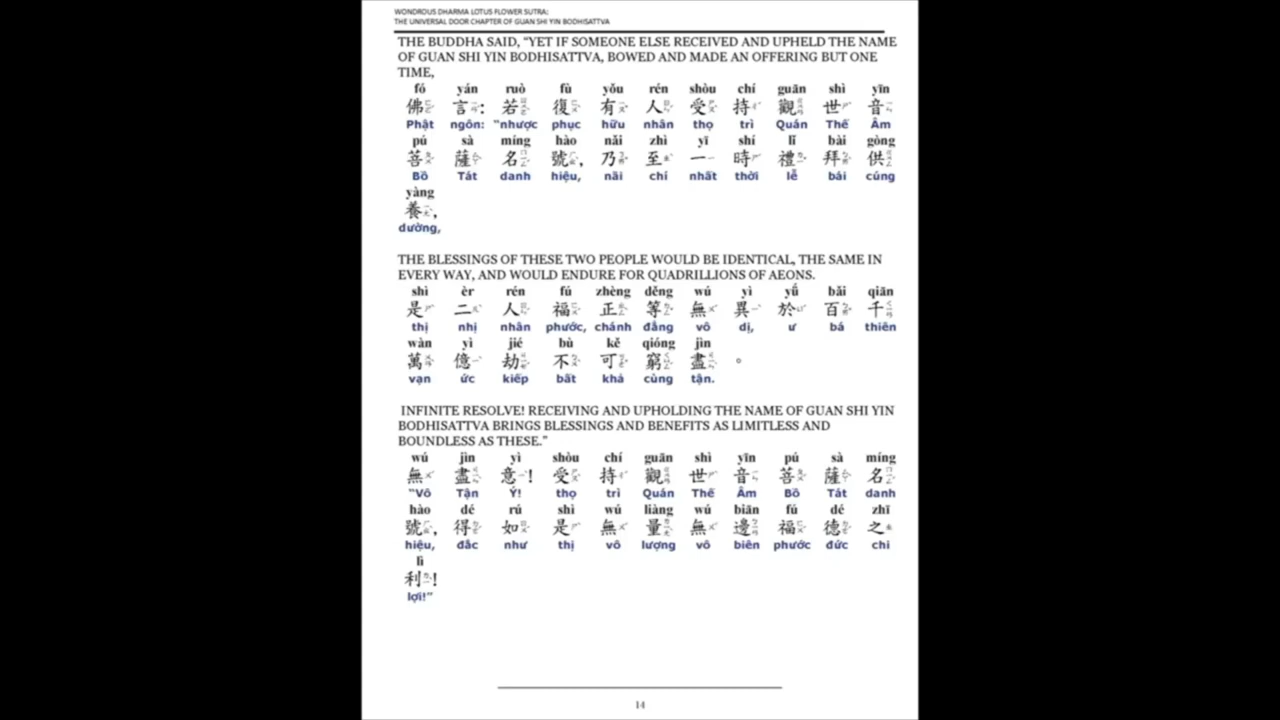 WONDROUS DHARMA LOTUS FLOWER SUTRA:
THE UNIVERSAL DOOR CHAPTER OF GUAN SHI YIN BODHISATTVA
THE BUDDHA SAID, “YET IF SOMEONE ELSE RECEIVED AND UPHELD THE NAME
OF GUAN SHI YIN BODHISATTVA, BOWED AND MADE AN OFFERING BUT ONE
TIME,
fó yán ruò fù yǒu rén shòu chí guān shì yīn
佛 言: 若 復 有 人 受 持 觀 世 音
Phật ngôn: “nhược phục hữu nhân thọ trì Quán Thế Âm
pú sà míng hào nǎi zhì yī shí lǐ bài gòng
菩 薩 名 號, 乃 至 一 時 禮 拜 供
Bồ Tát danh hiệu, nãi chí nhất thời lễ bái cúng
yàng
養,
dường,
THE BLESSINGS OF THESE TWO PEOPLE WOULD BE IDENTICAL, THE SAME IN
EVERY WAY, AND WOULD ENDURE FOR QUADRILLIONS OF AEONS.
shì èr rén fú zhèng děng wú yì yǘ bǎi qiān
是 二 人 福 正 等 無 異 於 百 千
thị nhị nhân phước, chánh đẳng vô dị, ư bá thiên
wàn yì jié bù kě qióng jìn
萬 億 劫 不 可 窮 盡 。
vạn ức kiếp bất khả cùng tận.
INFINITE RESOLVE! RECEIVING AND UPHOLDING THE NAME OF GUAN SHI YIN
BODHISATTVA BRINGS BLESSINGS AND BENEFITS AS LIMITLESS AND
BOUNDLESS AS THESE.”
wú jìn yì shòu chí guān shì yīn pú sà míng
無 盡 意! 受 持 觀 世 音 菩 薩 名
“Vô Tận Ý! thọ trì Quán Thế Âm Bồ Tát danh
hào dé rú shì wú liàng wú biān fú dé zhī
號, 得 如 是 無 量 無 邊 福 德 之
hiệu, đắc như thị vô lượng vô biên phước đức chi
lì
利!
lợi!”
14